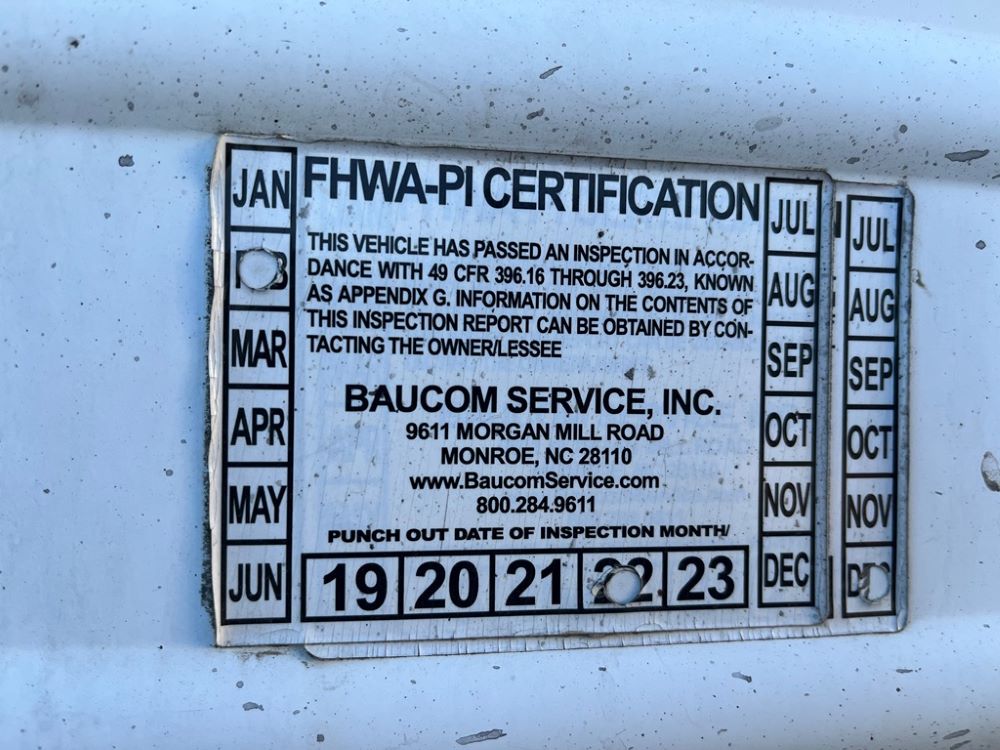 FHWA-PI CERTIFICATION
THIS VEHICLE HAS PASSED AN INSPECTION IN ACCOR-
DANCE WITH 49 CFR 396.16 THROUGH 396.23, KNOWN
AS APPENDIX G. INFORMATION ON THE CONTENTS OF
THIS INSPECTION REPORT CAN BE OBTAINED BY CON-
TACTING THE OWNER/LESSEE
BAUCOM SERVICE, INC.
9611 MORGAN MILL ROAD
MONROE, NC 28110
www.BaucomService.com
800.284.9611
PUNCH OUT DATE OF INSPECTION MONTH/
19 20 21 22 23
JAN
MAR
APR
MAY
JUN
JUL
AUG
SEP
OCT
NOV
DEC
JUL
AUG
SEP
OCT
NOV